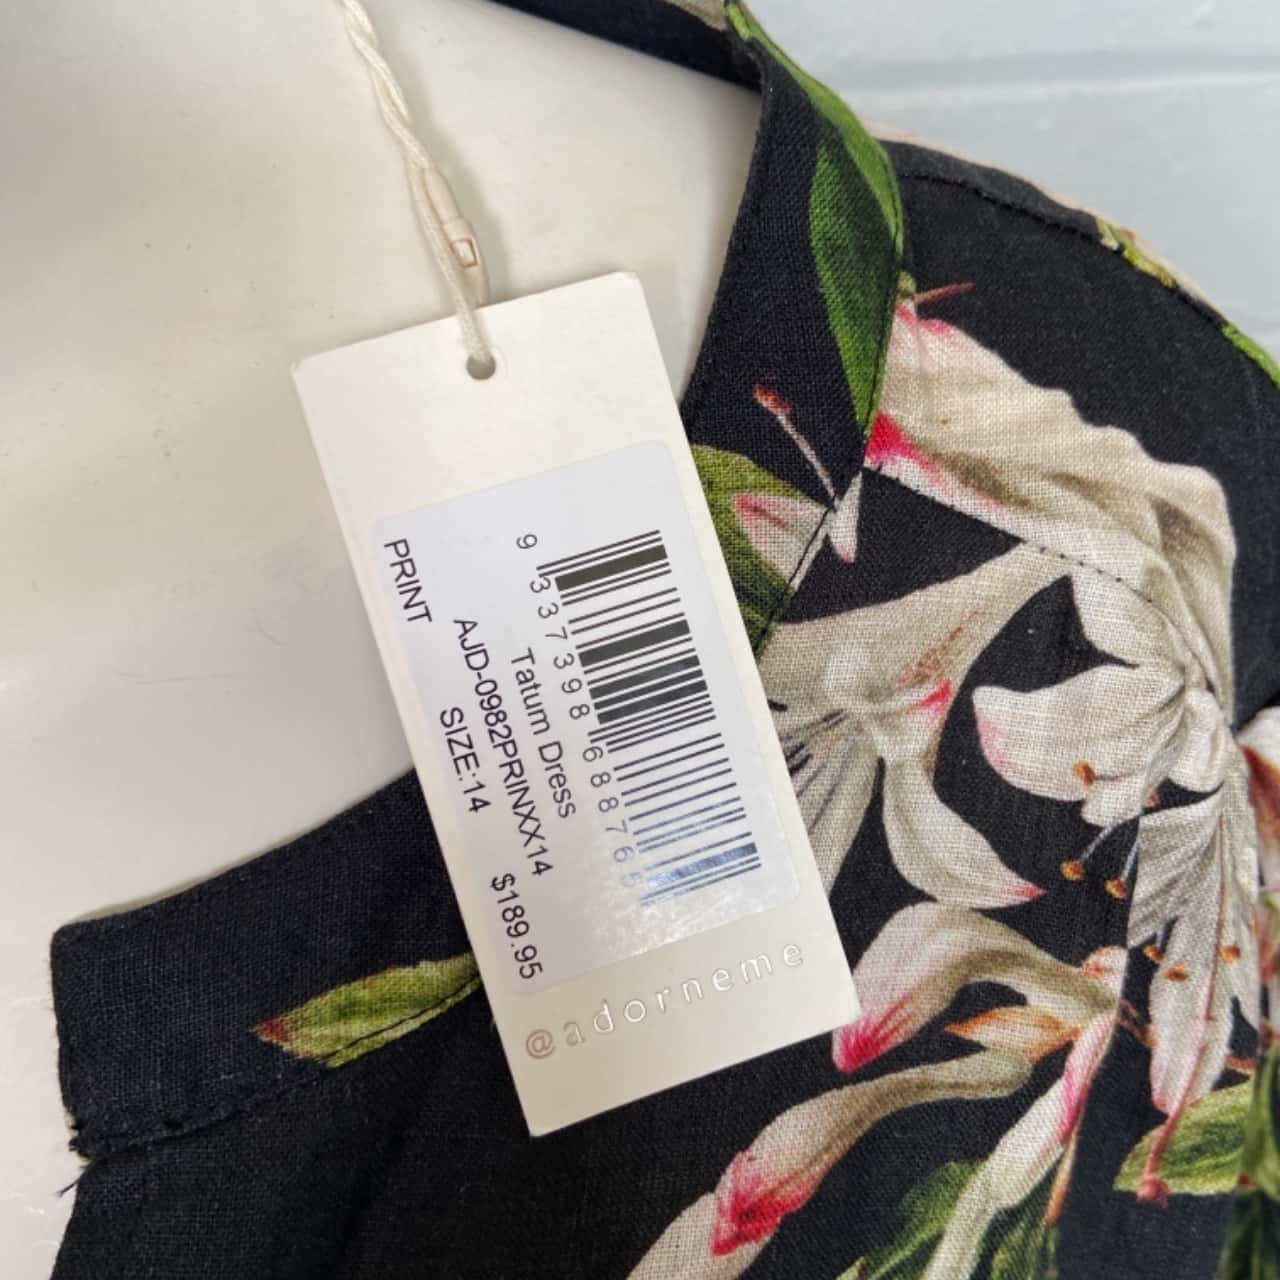 9 337398 688765
Tatum Dress
AJD-0982PRINXX14
PRINT SIZE:14 $189.95
@adorneme